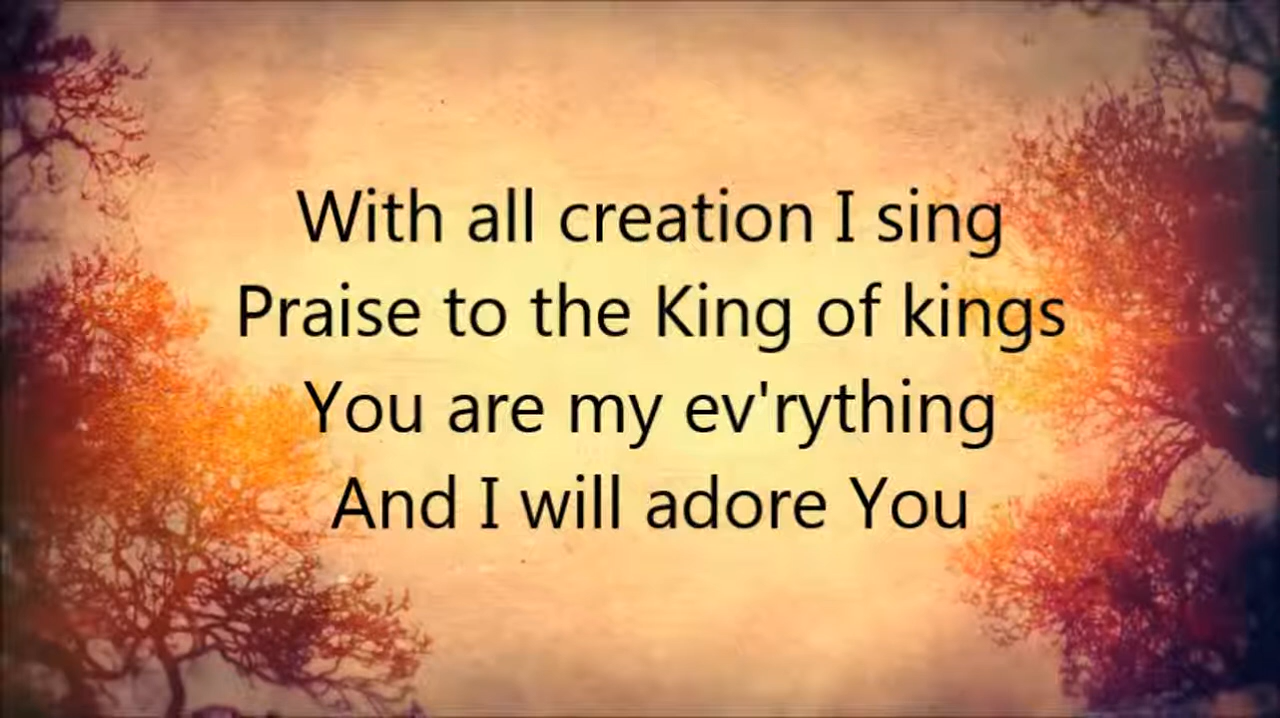 With all creation I sing
Praise to the King of kings
You are my ev'rything
And I will adore You